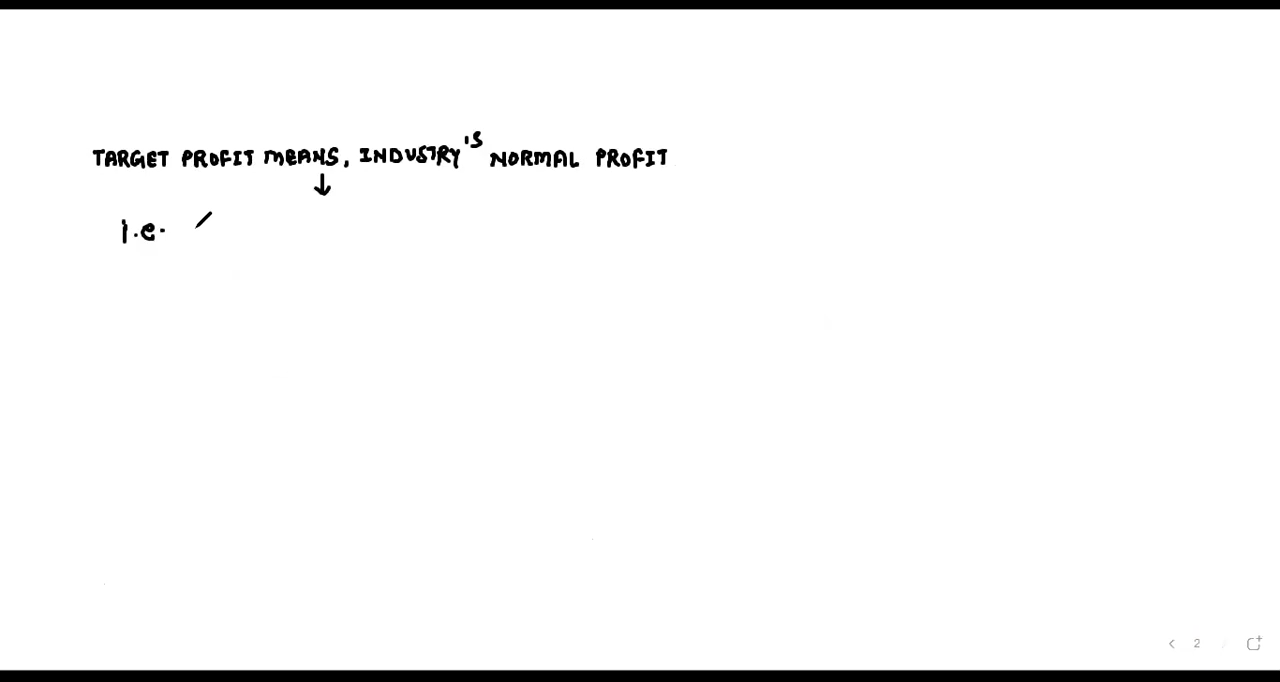 TARGET PROFIT MEANS, INDUSTRY'S NORMAL PROFIT
↓
i.e.
2